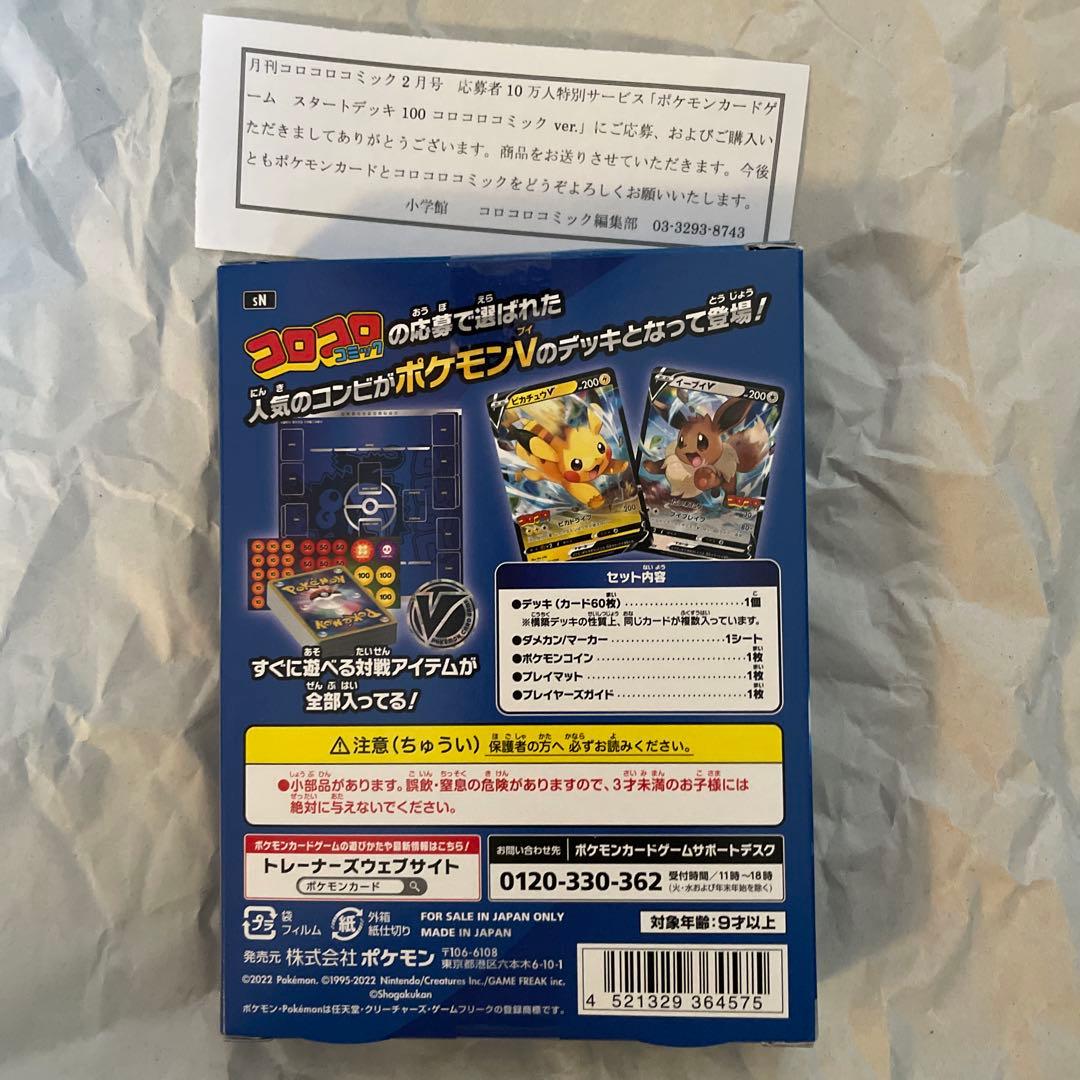 月刊コロコロコミック2月号 応募者10万人特別サービス「ポケモンカードゲ
ーム スタートデッキ100 コロコロコミック ver.」にご応募、およびご購入い
ただきましてありがとうございます。商品をお送りさせていただきます。今後
ともポケモンカードとコロコロコミックをどうぞよろしくお願いいたします。
小学館 コロコロコミック編集部 03-3293-8743
sN
コロコロコミックの応募で選ばれた
人気のコンビがポケモンVのデッキとなって登場!
ピカチュウV 200
ピカドライブ 200
コロコロ
イーブイV 200
ブイブレイク
コロコロ
セット内容
●デッキ(カード60枚) 1個
※構築デッキの性質上、同じカードが複数入っています。
●ダメカン/マーカー 1シート
●ポケモンコイン 1枚
●プレイマット 1枚
●プレイヤーズガイド 1枚
すぐに遊べる対戦アイテムが
全部入ってる!
⚠注意(ちゅうい) 保護者の方へ 必ずお読みください。
●小部品があります。誤飲・窒息の危険がありますので、3才未満のお子様には
絶対に与えないでください。
ポケモンカードゲームの遊びかたや最新情報はこちら!
トレーナーズウェブサイト
ポケモンカード
お問い合わせ先 ポケモンカードゲームサポートデスク
0120-330-362 受付時間/11時~18時
(火・水および年末年始を除く)
プラ 袋 フィルム
紙 外箱 紙仕切り
FOR SALE IN JAPAN ONLY
MADE IN JAPAN
対象年齢:9才以上
発売元 株式会社ポケモン 〒106-6108
東京都港区六本木6-10-1
©2022 Pokémon. ©1995-2022 Nintendo/Creatures Inc./GAME FREAK inc.
©Shogakukan
ポケモン・Pokémonは任天堂・クリーチャーズ・ゲームフリークの登録商標です。
4 521329 364575